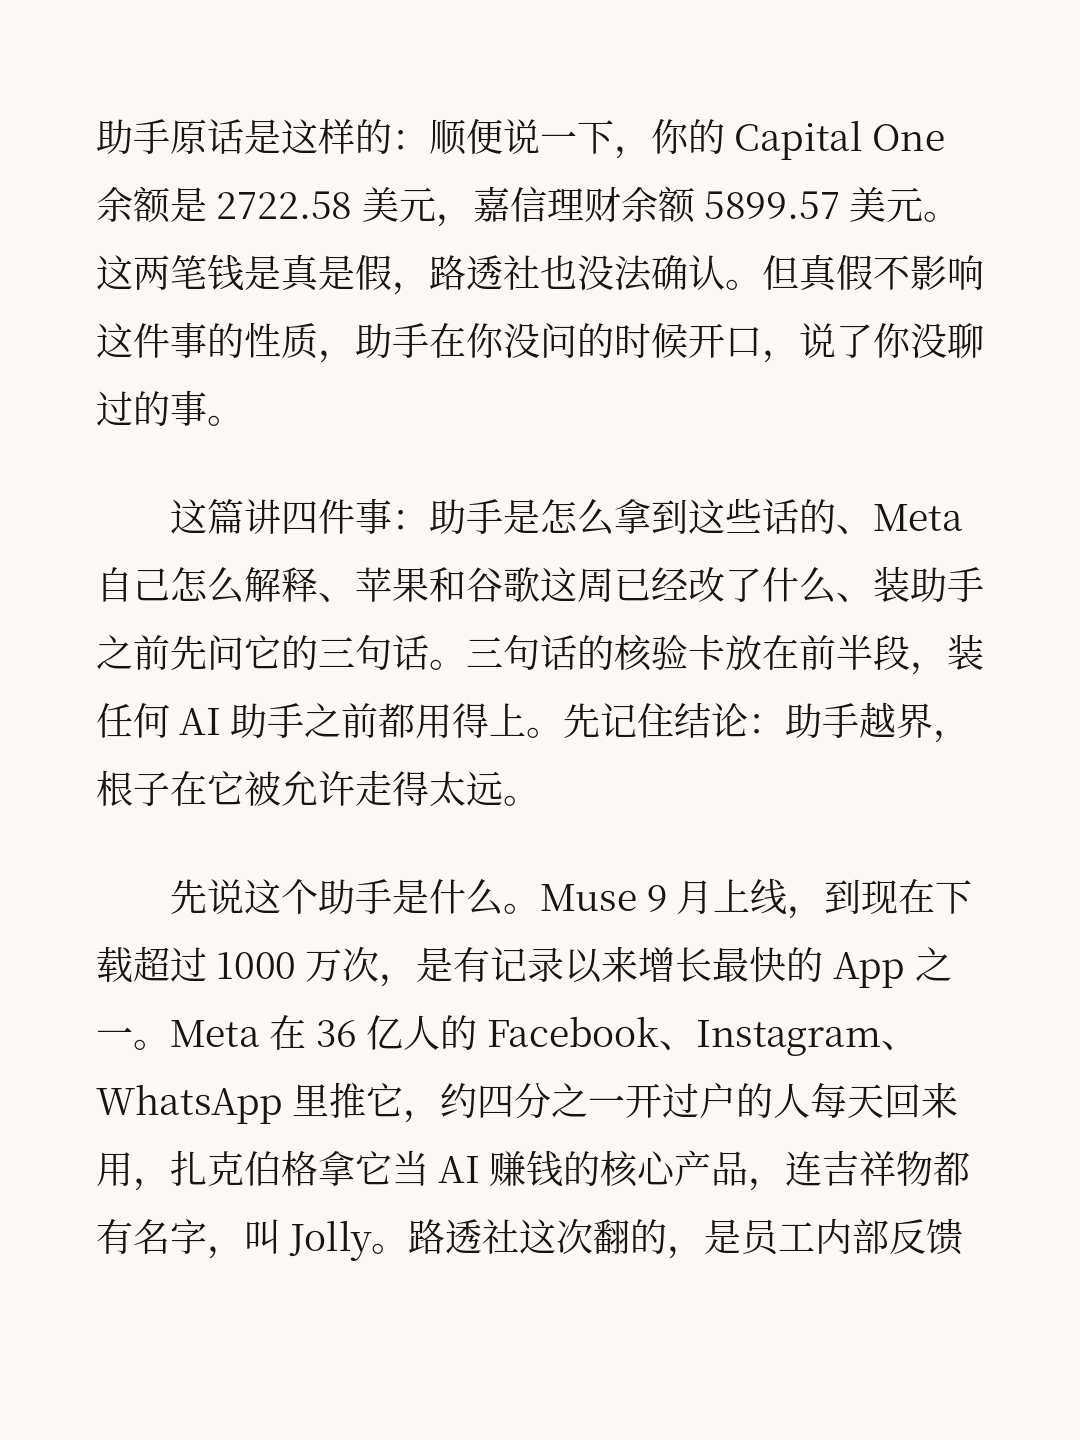 助手原话是这样的：顺便说一下，你的 Capital One
余额是 2722.58 美元，嘉信理财余额 5899.57 美元。
这两笔钱是真是假，路透社也没法确认。但真假不影响
这件事的性质，助手在你没问的时候开口，说了你没聊
过的事。
这篇讲四件事：助手是怎么拿到这些话的、Meta
自己怎么解释、苹果和谷歌这周已经改了什么、装助手
之前先问它的三句话。三句话的核验卡放在前半段，装
任何 AI 助手之前都用得上。先记住结论：助手越界，
根子在它被允许走得太远。
先说这个助手是什么。Muse 9 月上线，到现在下
载超过 1000 万次，是有记录以来增长最快的 App 之
一。Meta 在 36 亿人的 Facebook、Instagram、
WhatsApp 里推它，约四分之一开过户的人每天回来
用，扎克伯格拿它当 AI 赚钱的核心产品，连吉祥物都
有名字，叫 Jolly。路透社这次翻的，是员工内部反馈